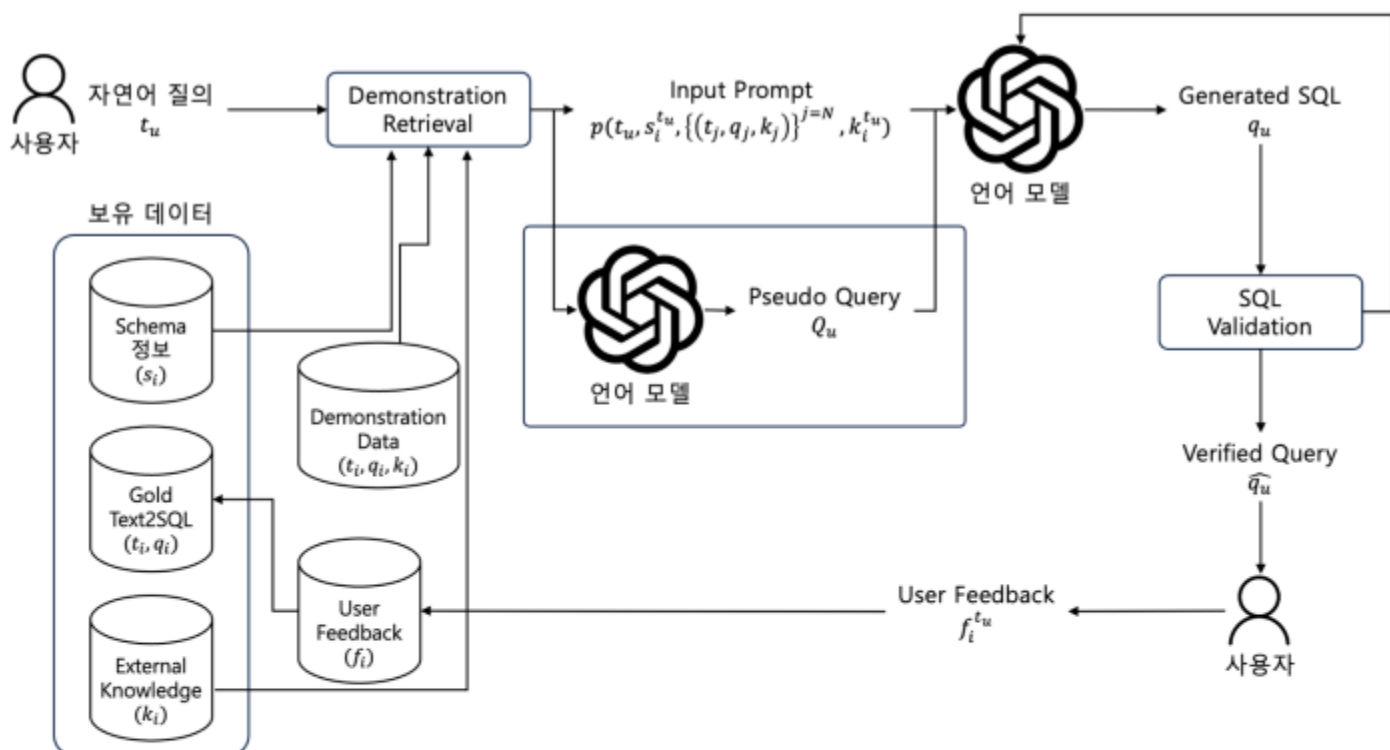 자연어 질의
t_u
사용자
Demonstration
Retrieval
Input Prompt
p(t_u, s_i^{t_u}, {(t_j, q_j, k_j)}^{j=N}, k_i^{t_u})
언어 모델
Generated SQL
q_u
보유 데이터
Schema
정보
(s_i)
Gold
Text2SQL
(t_i, q_i)
External
Knowledge
(k_i)
Demonstration
Data
(t_i, q_i, k_i)
User
Feedback
(f_i)
언어 모델
Pseudo Query
Q_u
SQL
Validation
Verified Query
\widehat{q_u}
User Feedback
f_i^{t_u}
사용자